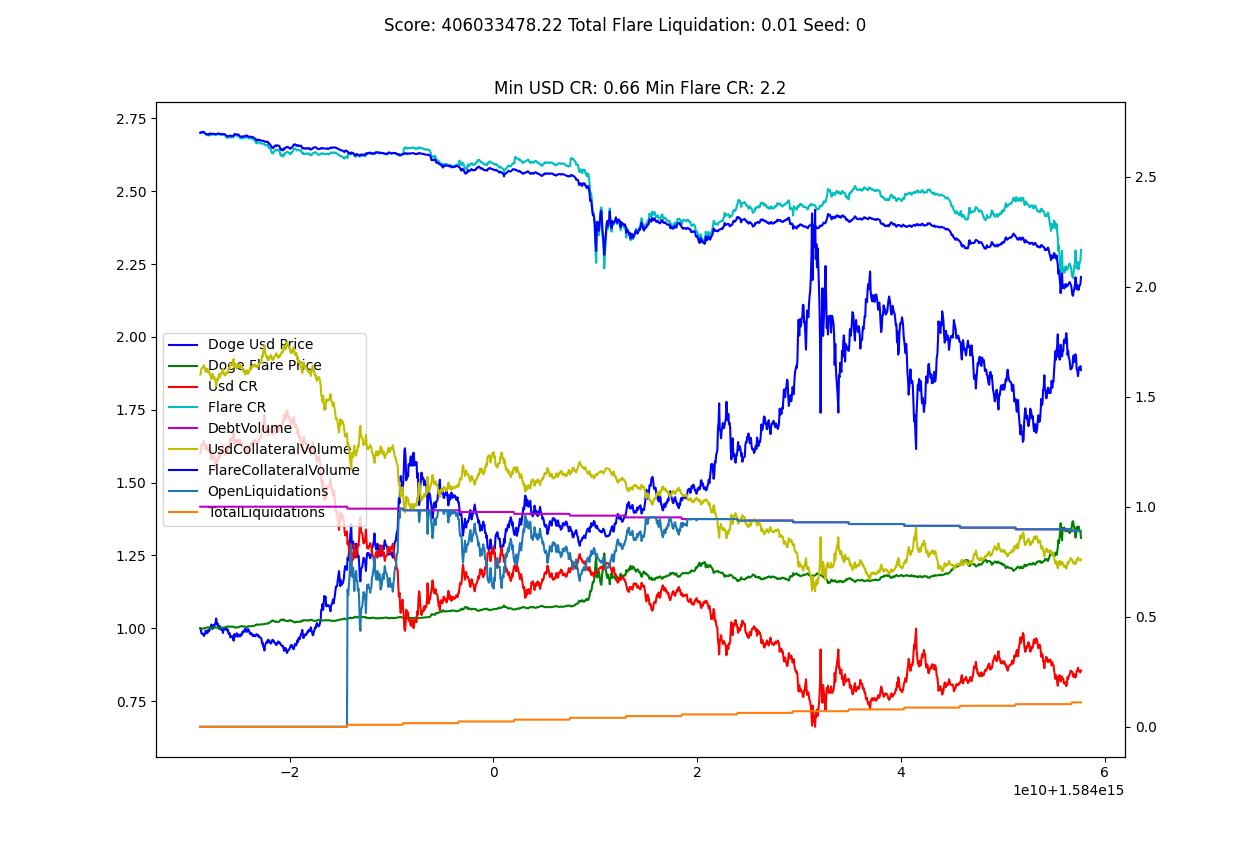 Score: 406033478.22 Total Flare Liquidation: 0.01 Seed: 0
Min USD CR: 0.66 Min Flare CR: 2.2
2.75
2.50
2.25
2.00
1.75
1.50
1.25
1.00
0.75
Doge Usd Price
Doge Flare Price
Usd CR
Flare CR
DebtVolume
UsdCollateralVolume
FlareCollateralVolume
OpenLiquidations
TotalLiquidations
2.5
2.0
1.5
1.0
0.5
0.0
−2
0
2
4
6
1e10+1.584e15